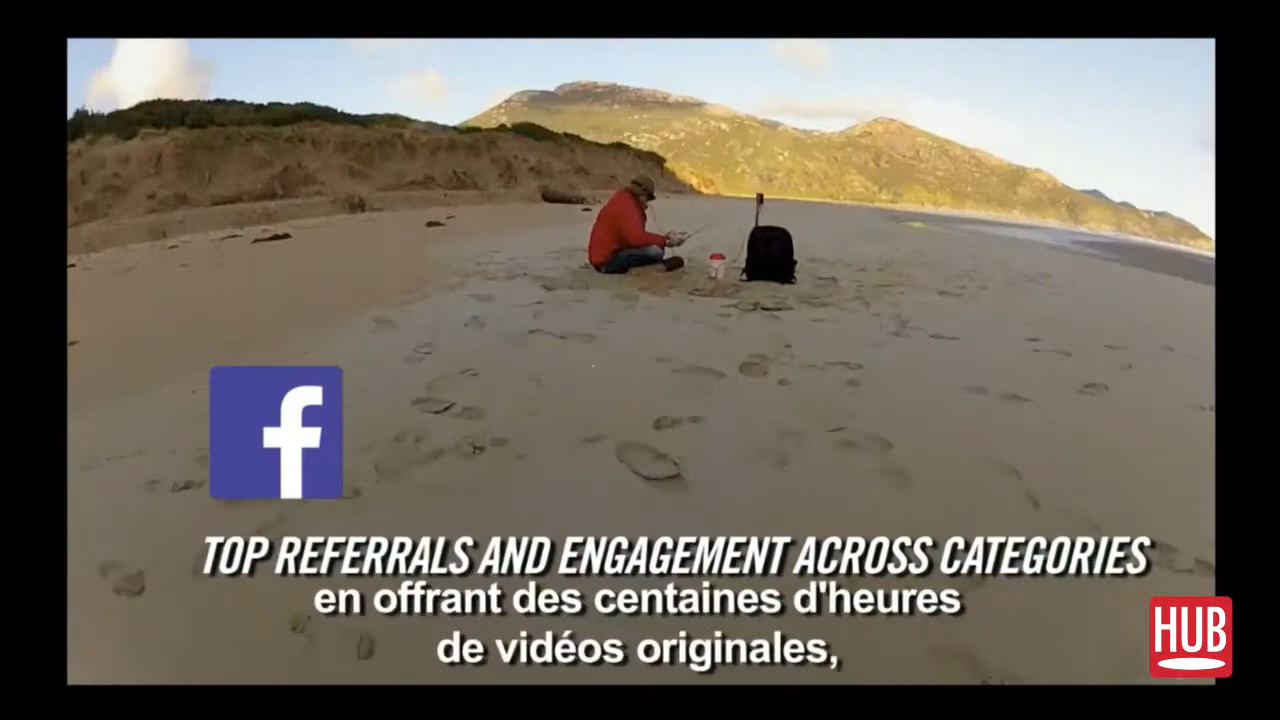 f
TOP REFERRALS AND ENGAGEMENT ACROSS CATEGORIES
en offrant des centaines d'heures
de vidéos originales,
HUB